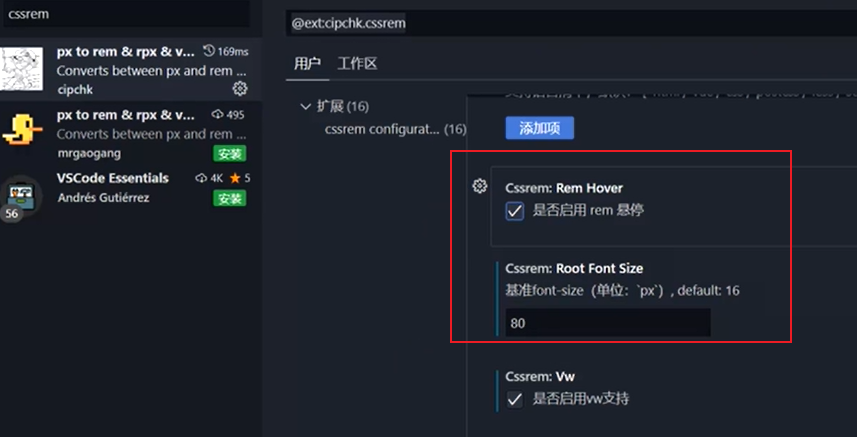 cssrem
px to rem & rpx & v... 169ms
Converts between px and rem ...
cipchk
px to rem & rpx & v... 495
Converts between px and rem ...
mrgaogang 安装
VSCode Essentials 4K ★ 5
Andrés Gutiérrez 安装
56
@ext:cipchk.cssrem
用户 工作区
扩展 (16)
cssrem configurat... (16)
添加项
Cssrem: Rem Hover
是否启用 rem 悬停
Cssrem: Root Font Size
基准font-size（单位：`px`）, default: 16
80
Cssrem: Vw
是否启用vw支持